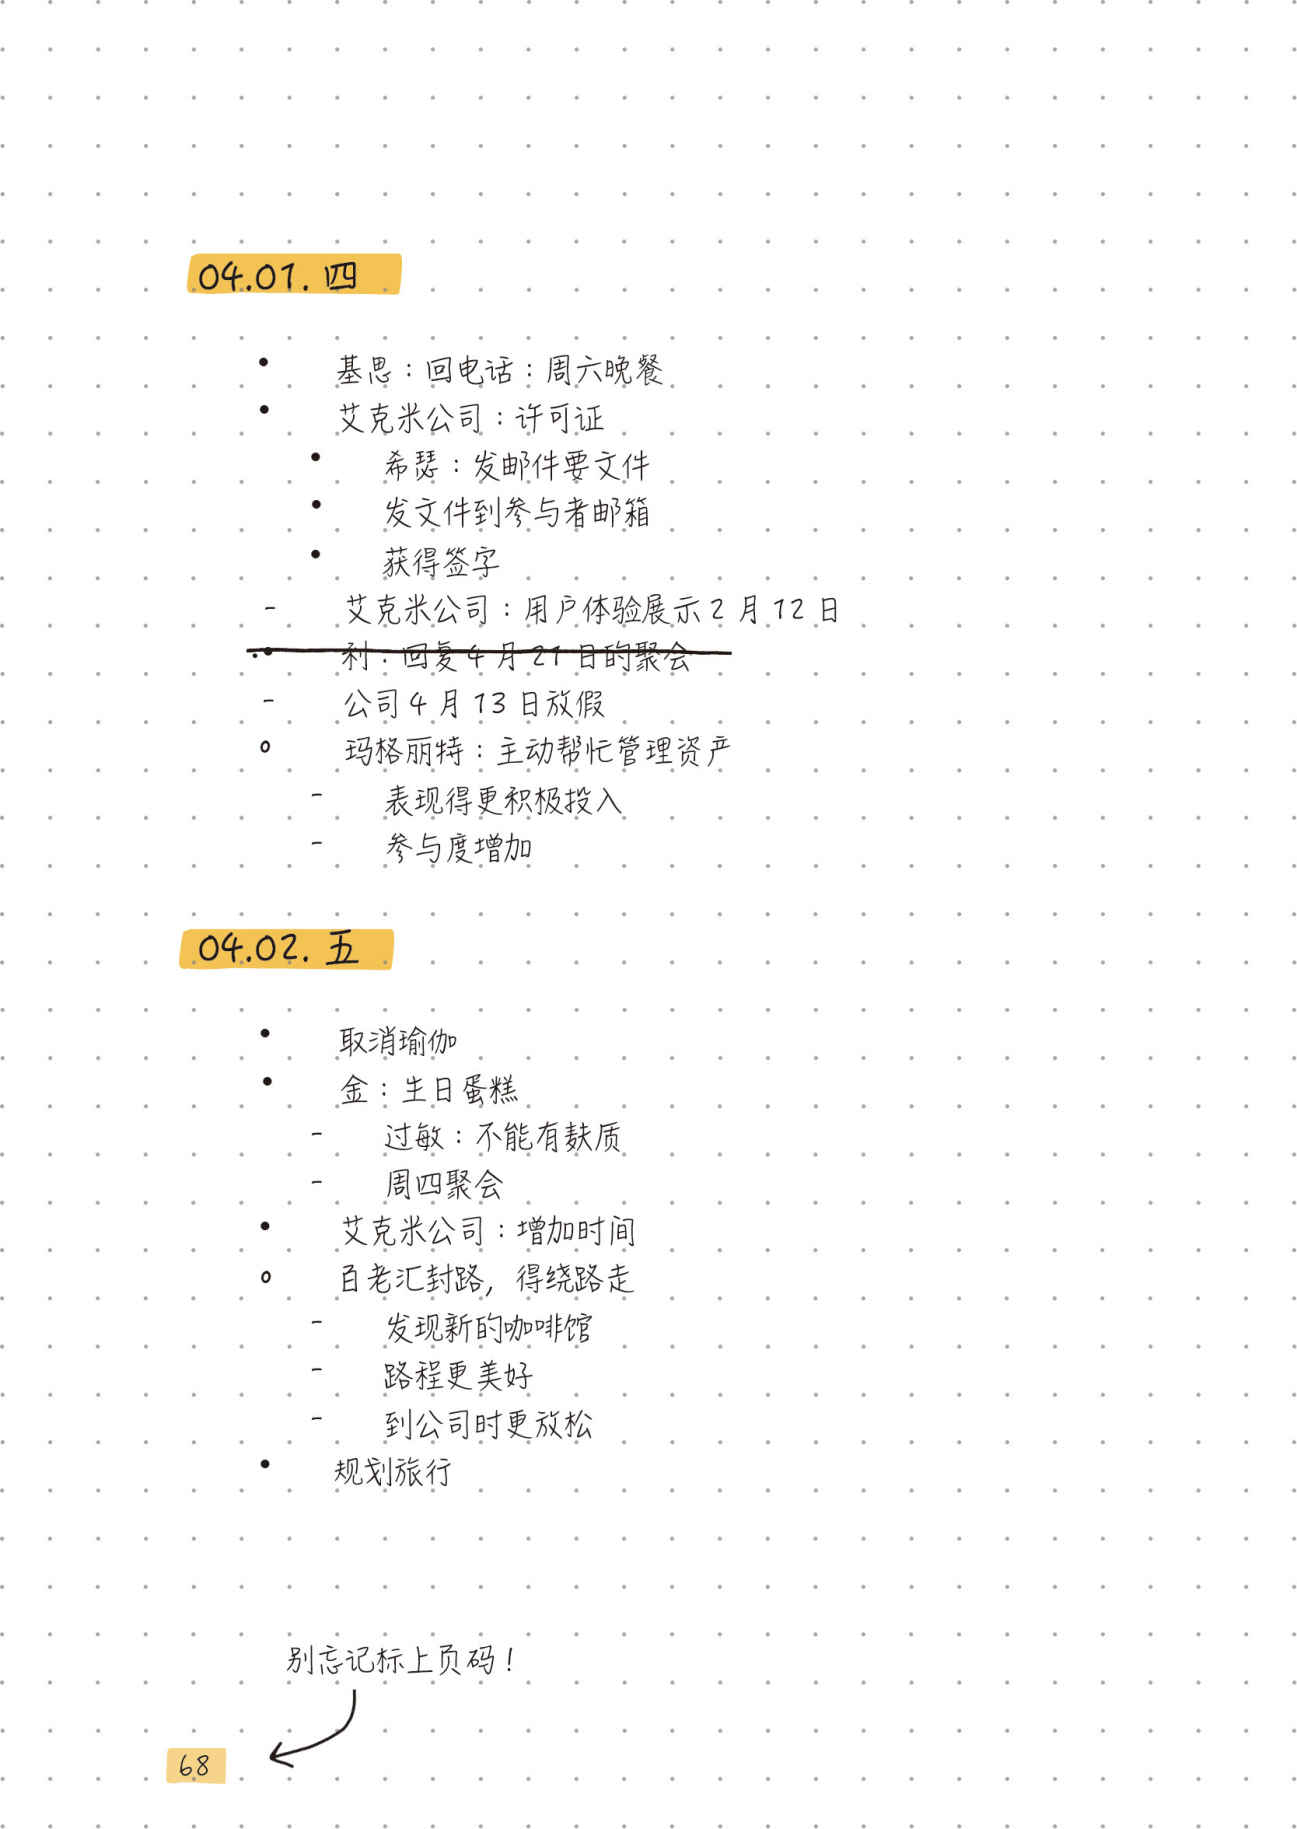 04.01.四
• 基思：回电话：周六晚餐
• 艾克米公司：许可证
• 希瑟：发邮件要文件
• 发文件到参与者邮箱
• 获得签字
- 艾克米公司：用户体验展示2月12日
• 利：回复4月21日的聚会
- 公司4月13日放假
○ 玛格丽特：主动帮忙管理资产
- 表现得更积极投入
- 参与度增加
04.02.五
• 取消瑜伽
• 金：生日蛋糕
- 过敏：不能有麸质
- 周四聚会
• 艾克米公司：增加时间
○ 百老汇封路，得绕路走
- 发现新的咖啡馆
- 路程更美好
- 到公司时更放松
• 规划旅行
别忘记标上页码！
68